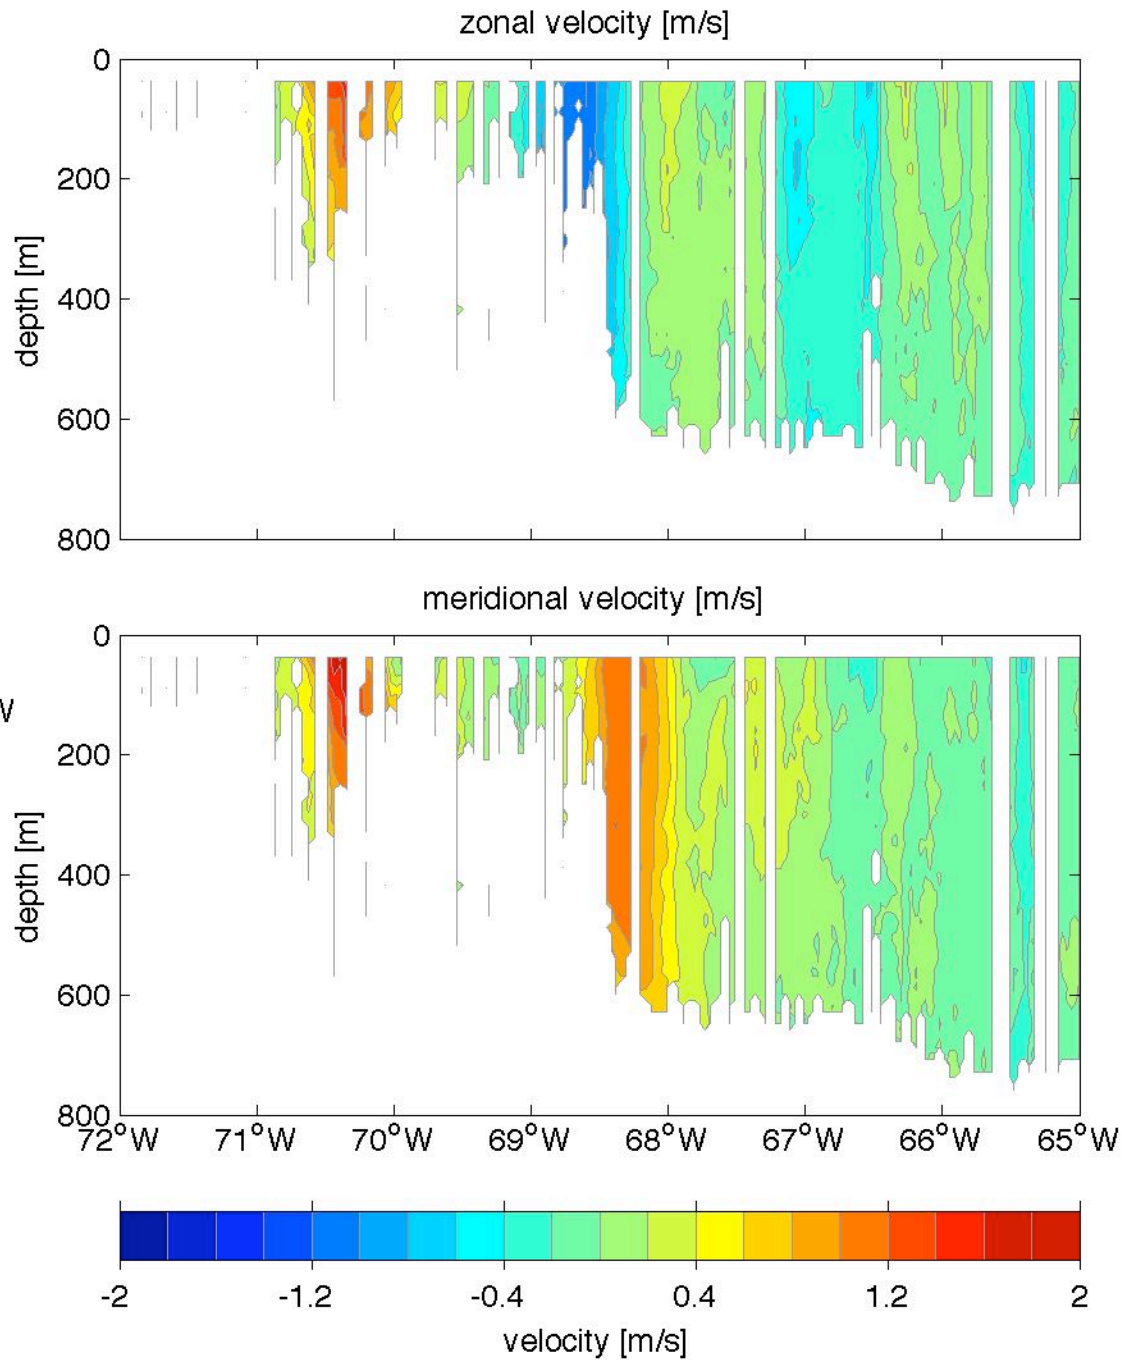 zonal velocity [m/s]
0
200
400
600
800
depth [m]
meridional velocity [m/s]
0
200
400
600
800
depth [m]
W
72°W 71°W 70°W 69°W 68°W 67°W 66°W 65°W
-2 -1.2 -0.4 0.4 1.2 2
velocity [m/s]